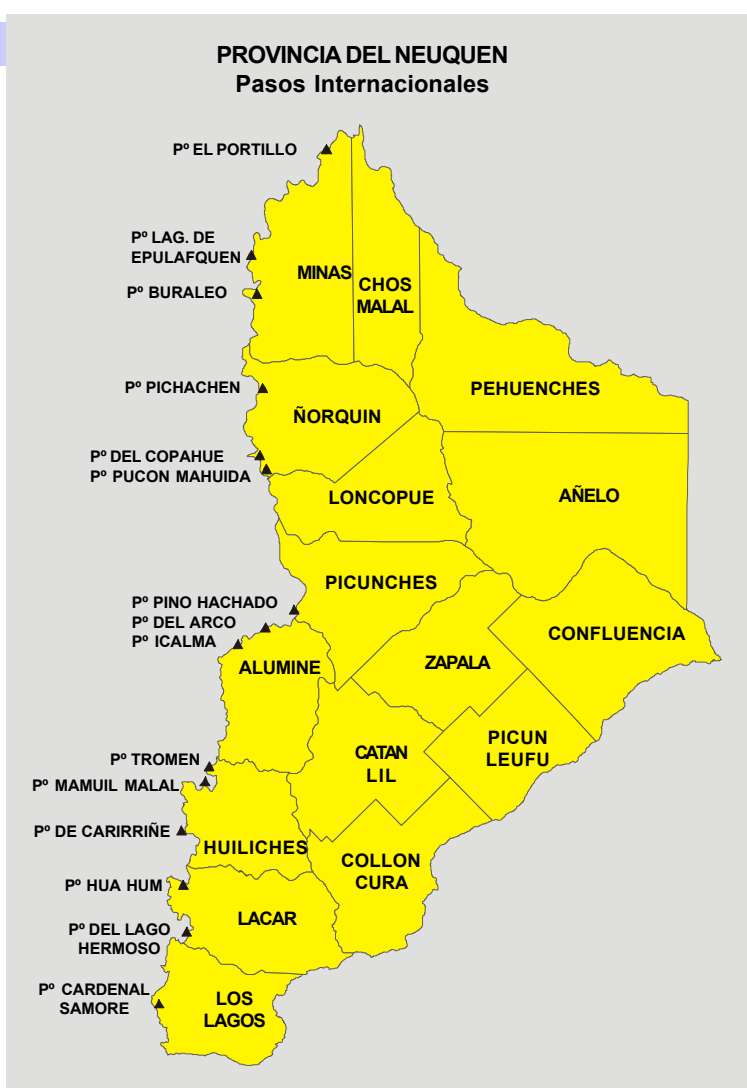 PROVINCIA DEL NEUQUEN
Pasos Internacionales
Pº EL PORTILLO
Pº LAG. DE
EPULAFQUEN
MINAS
CHOS
MALAL
Pº BURALEO
Pº PICHACHEN
PEHUENCHES
ÑORQUIN
Pº DEL COPAHUE
Pº PUCON MAHUIDA
LONCOPUE
AÑELO
PICUNCHES
Pº PINO HACHADO
Pº DEL ARCO
Pº ICALMA
CONFLUENCIA
ALUMINE
ZAPALA
PICUN
LEUFU
CATAN
LIL
Pº TROMEN
Pº MAMUIL MALAL
Pº DE CARIRRIÑE
HUILICHES
COLLON
CURA
Pº HUA HUM
LACAR
Pº DEL LAGO
HERMOSO
Pº CARDENAL
SAMORE
LOS
LAGOS